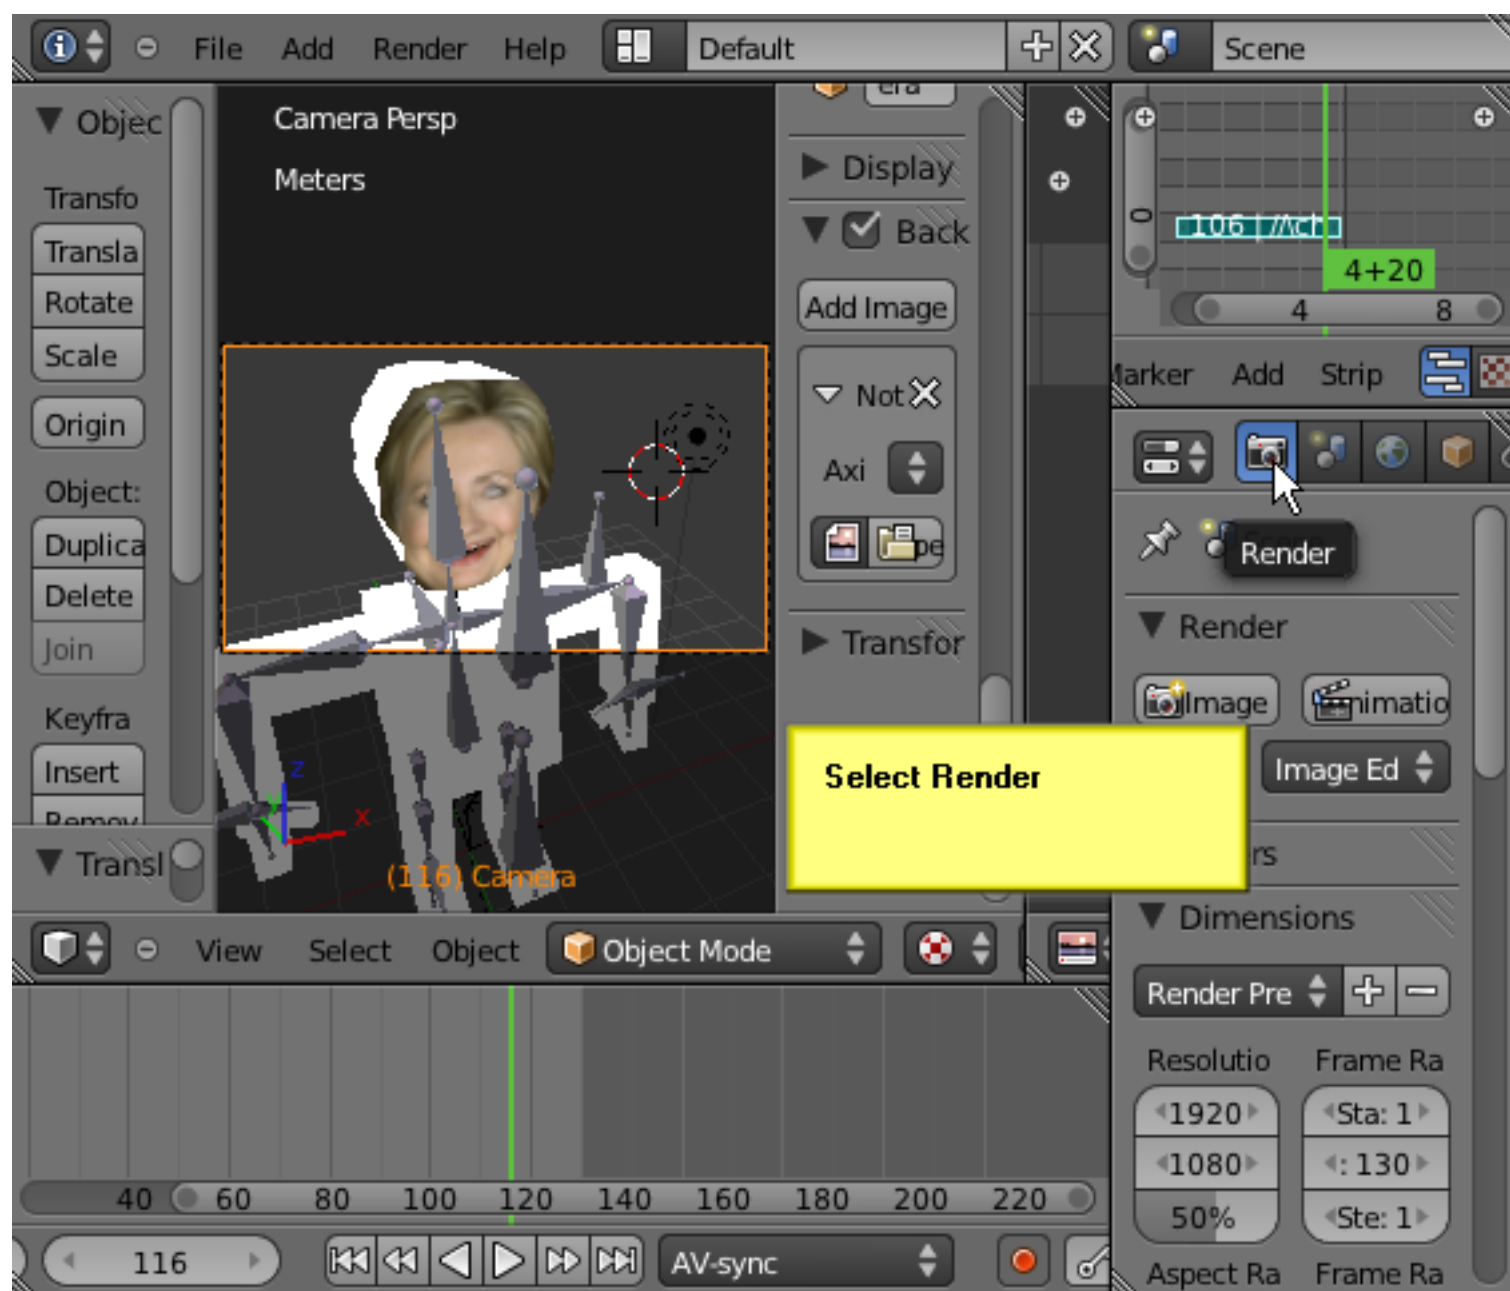 File Add Render Help Default Scene
Objec
Transfo
Transla
Rotate
Scale
Origin
Object:
Duplica
Delete
Join
Keyfra
Insert
Remov
Transl
Camera Persp
Meters
z
y
x
(116) Camera
era
Display
Back
Add Image
Not
Axi
pe
Transfor
Select Render
View Select Object Object Mode
40 60 80 100 120 140 160 180 200 220
116 AV-sync
0
106 | //\ch
4+20
4 8
Marker Add Strip
Render
Render
Image nimatio
Image Ed
rs
Dimensions
Render Pre
Resolutio Frame Ra
1920 Sta: 1
1080 : 130
50% Ste: 1
Aspect Ra Frame Ra